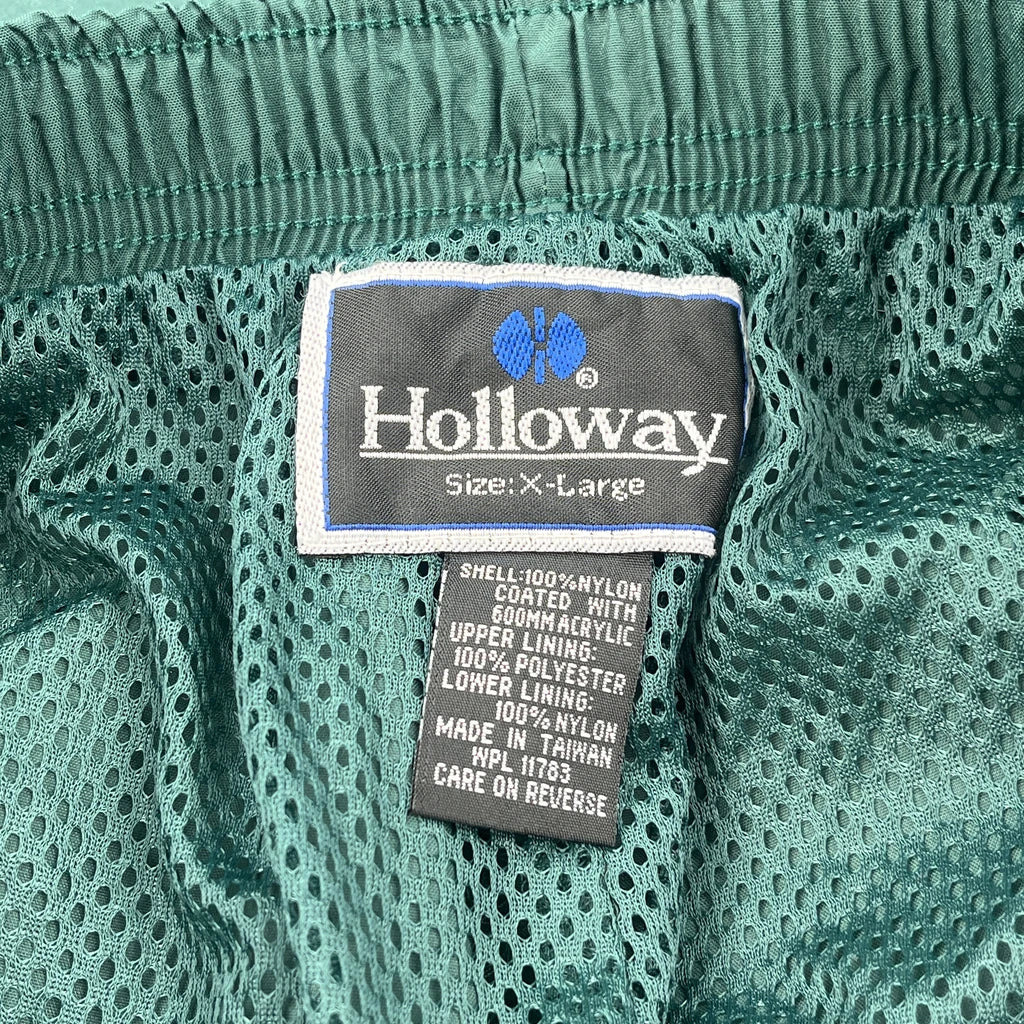 ®
Holloway
Size: X-Large
SHELL:100%NYLON
COATED WITH
600MM ACRYLIC
UPPER LINING:
100% POLYESTER
LOWER LINING:
100% NYLON
MADE IN TAIWAN
WPL 11783
CARE ON REVERSE